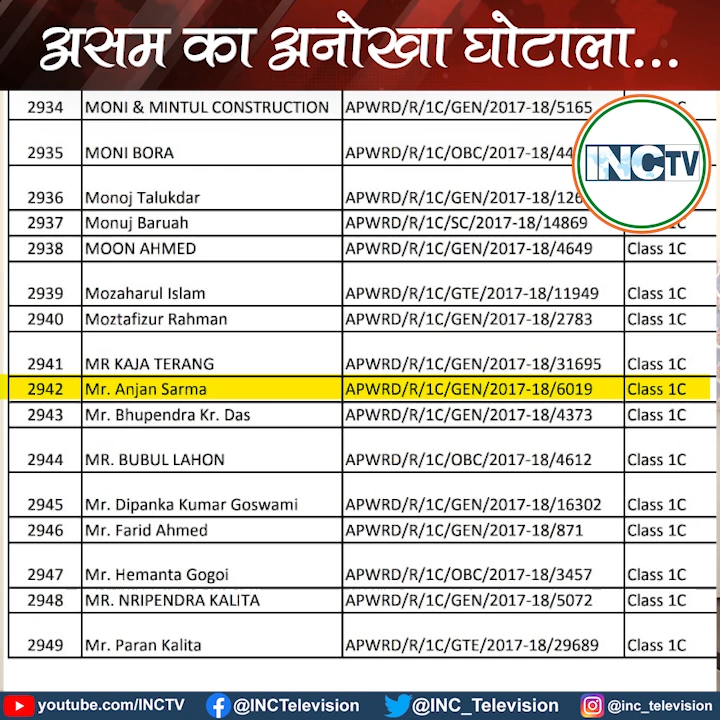 असम का अनोखा घोटाला...
2934 MONI & MINTUL CONSTRUCTION APWRD/R/1C/GEN/2017-18/5165
2935 MONI BORA APWRD/R/1C/OBC/2017-18/44
INCTV
2936 Monoj Talukdar APWRD/R/1C/GEN/2017-18/126
2937 Monuj Baruah APWRD/R/1C/SC/2017-18/14869 1C
2938 MOON AHMED APWRD/R/1C/GEN/2017-18/4649 Class 1C
2939 Mozaharul Islam APWRD/R/1C/GTE/2017-18/11949 Class 1C
2940 Moztafizur Rahman APWRD/R/1C/GEN/2017-18/2783 Class 1C
2941 MR KAJA TERANG APWRD/R/1C/GEN/2017-18/31695 Class 1C
2942 Mr. Anjan Sarma APWRD/R/1C/GEN/2017-18/6019 Class 1C
2943 Mr. Bhupendra Kr. Das APWRD/R/1C/GEN/2017-18/4373 Class 1C
2944 MR. BUBUL LAHON APWRD/R/1C/OBC/2017-18/4612 Class 1C
2945 Mr. Dipanka Kumar Goswami APWRD/R/1C/GEN/2017-18/16302 Class 1C
2946 Mr. Farid Ahmed APWRD/R/1C/GEN/2017-18/871 Class 1C
2947 Mr. Hemanta Gogoi APWRD/R/1C/OBC/2017-18/3457 Class 1C
2948 MR. NRIPENDRA KALITA APWRD/R/1C/GEN/2017-18/5072 Class 1C
2949 Mr. Paran Kalita APWRD/R/1C/GTE/2017-18/29689 Class 1C
youtube.com/INCTV @INCTelevision @INC_Television @inc_television